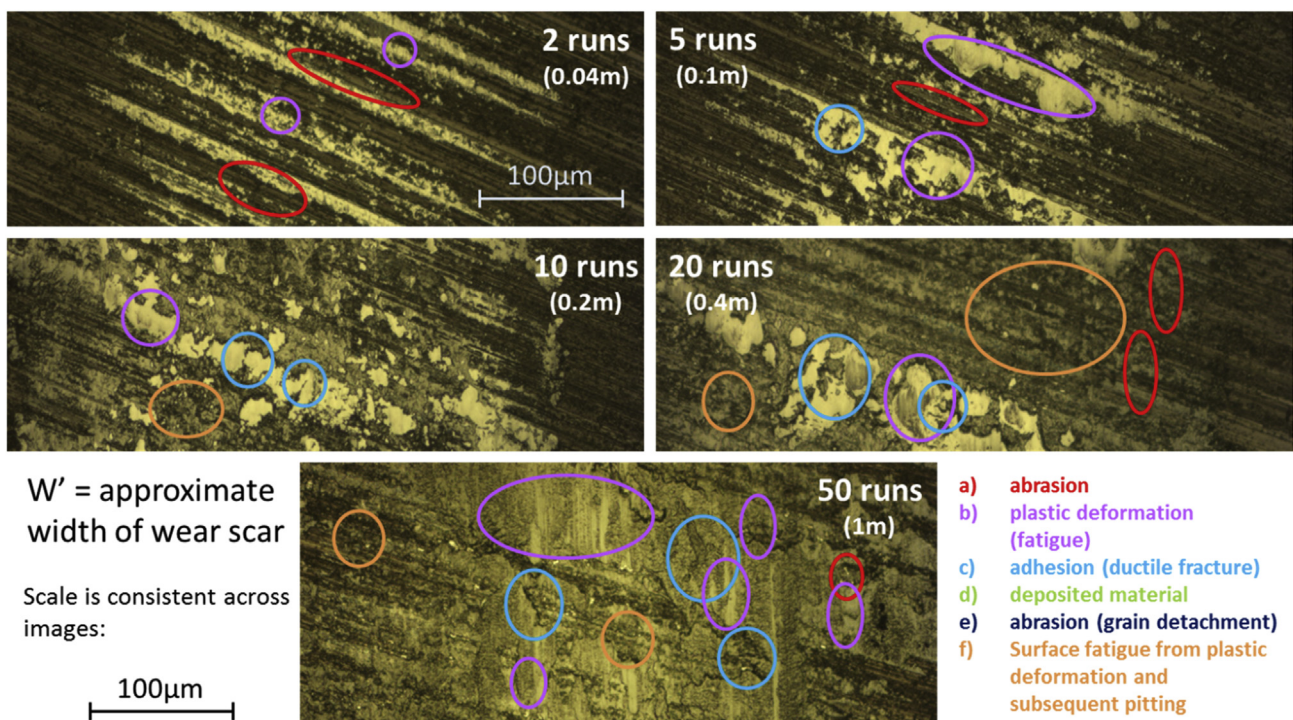 2 runs
(0.04m)
100µm
5 runs
(0.1m)
10 runs
(0.2m)
20 runs
(0.4m)
W' = approximate
width of wear scar
Scale is consistent across
images:
100µm
50 runs
(1m)
a) abrasion
b) plastic deformation
(fatigue)
c) adhesion (ductile fracture)
d) deposited material
e) abrasion (grain detachment)
f) Surface fatigue from plastic
deformation and
subsequent pitting